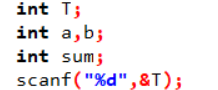 int T;
int a,b;
int sum;
scanf("%d",&T);